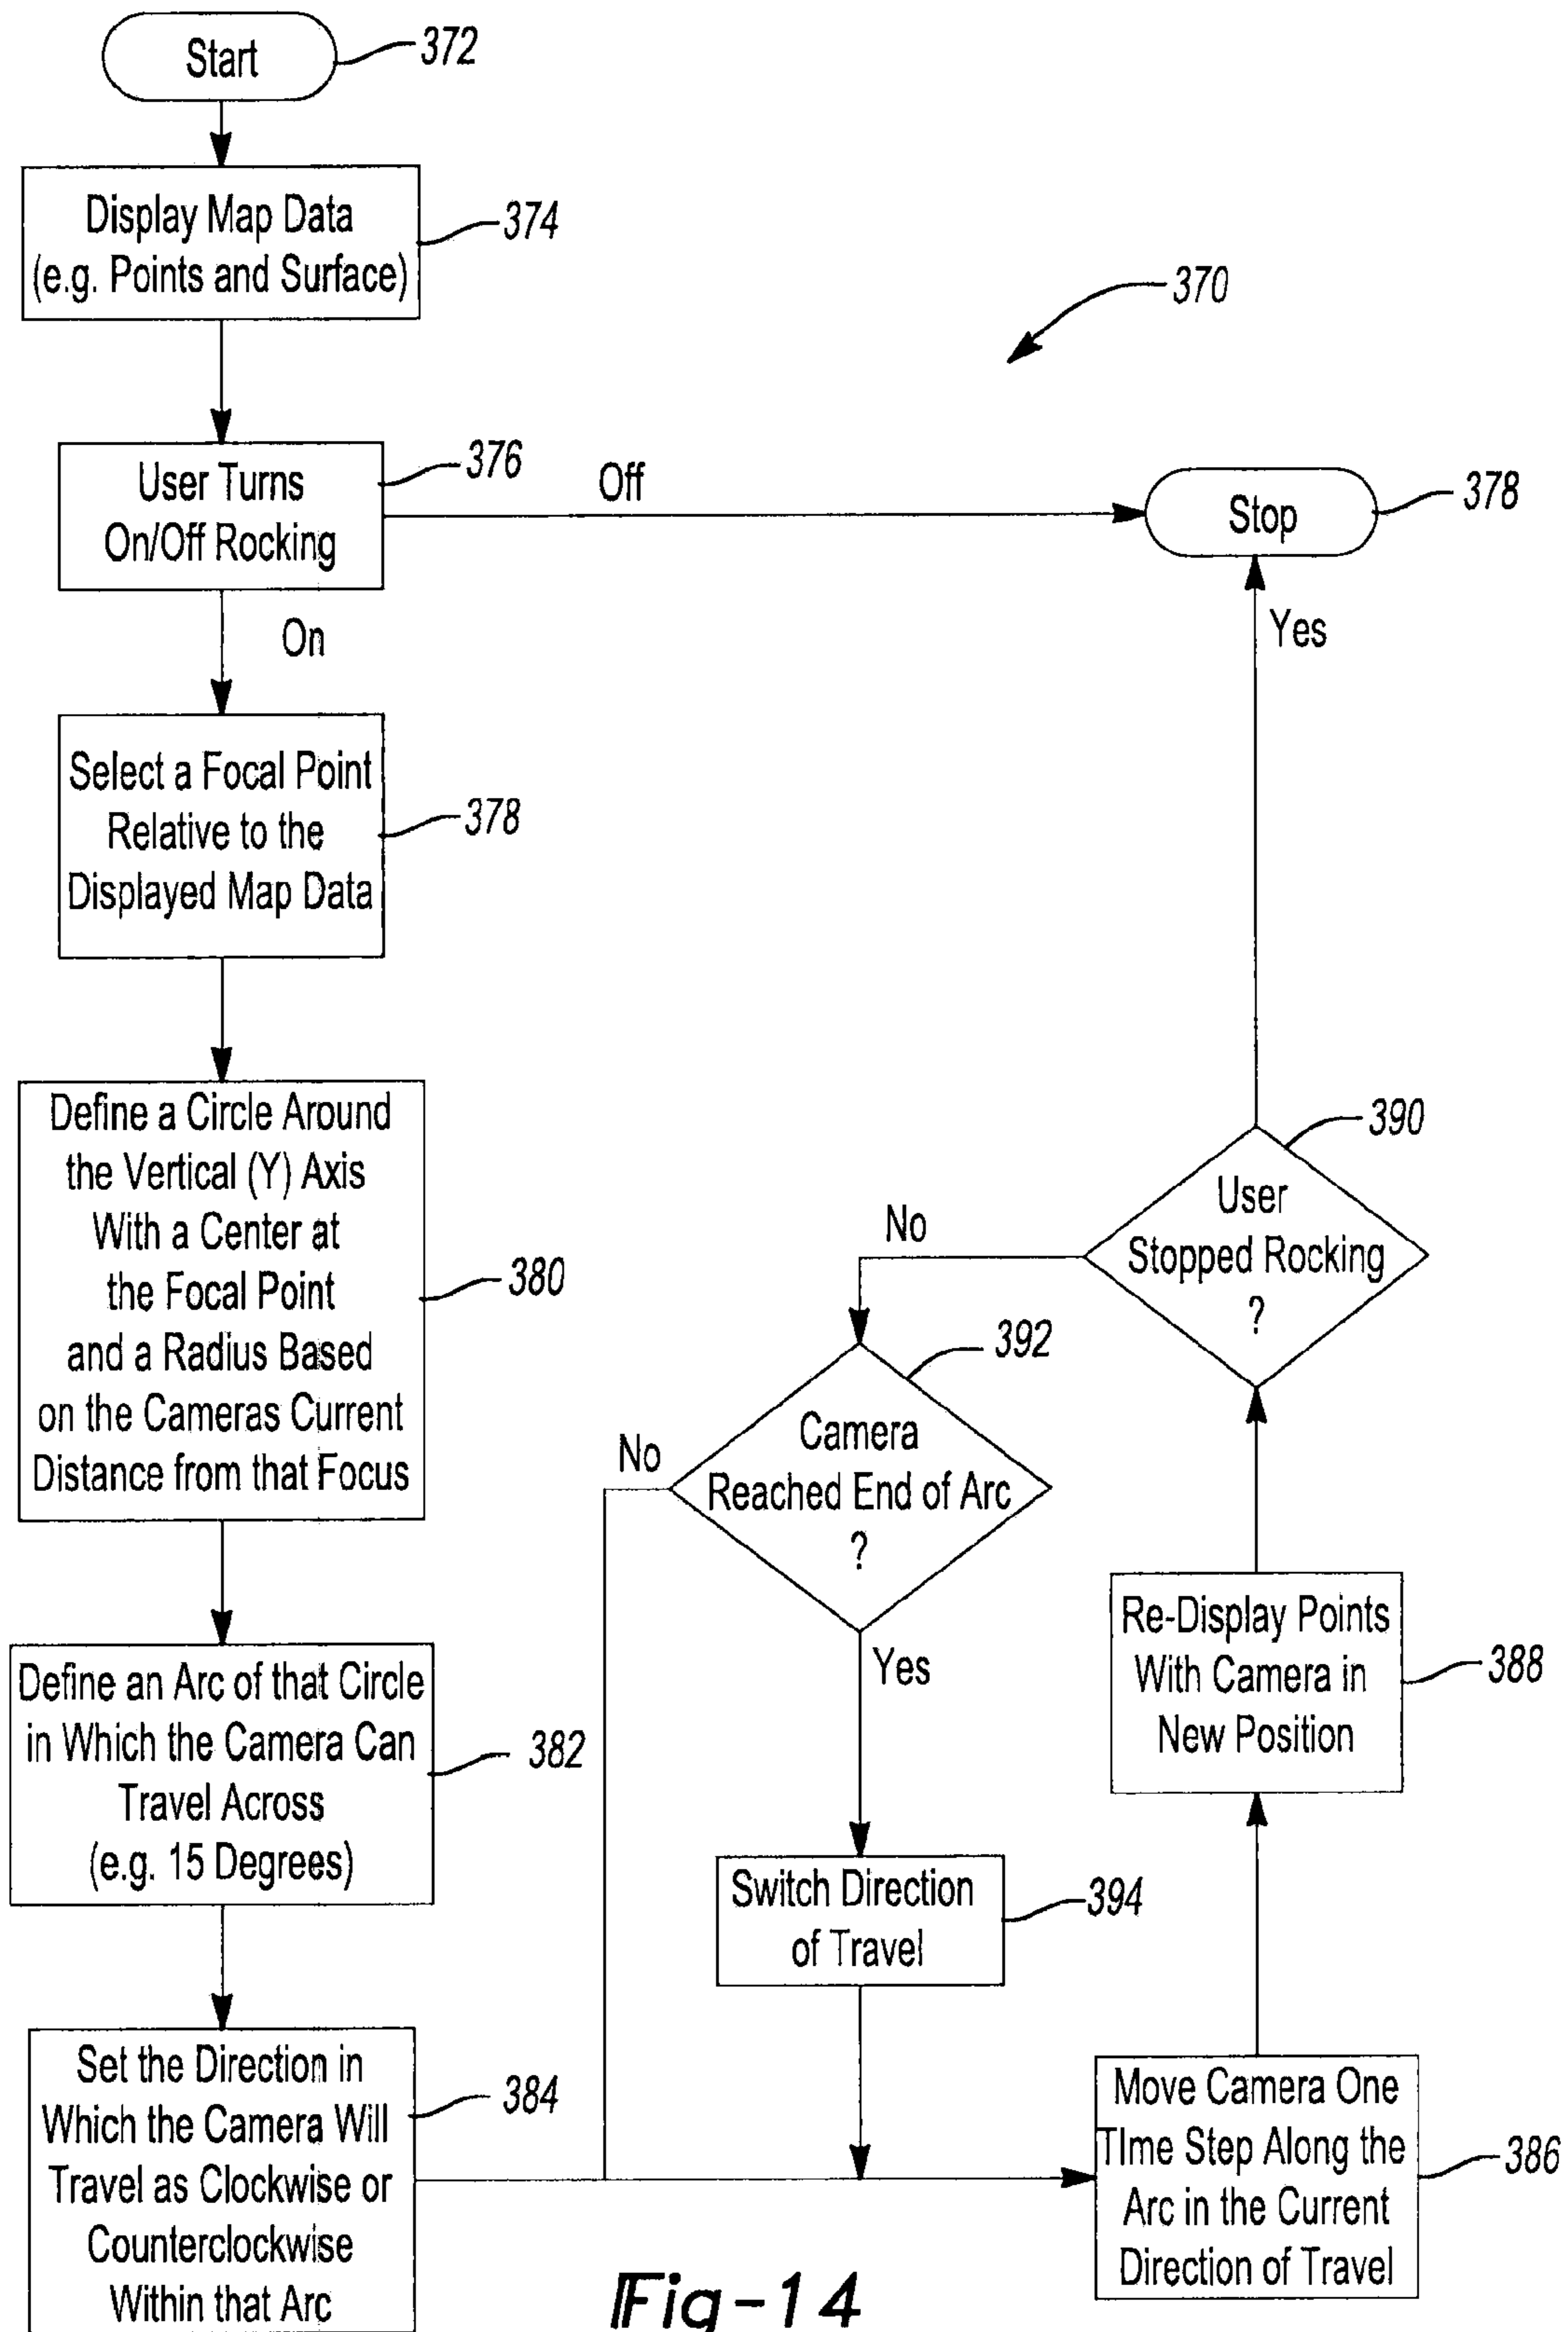 Start
372
Display Map Data
(e.g. Points and Surface)
374
370
User Turns
On/Off Rocking
376
Off
Stop
378
On
Yes
Select a Focal Point
Relative to the
Displayed Map Data
378
Define a Circle Around
the Vertical (Y) Axis
With a Center at
the Focal Point
and a Radius Based
on the Cameras Current
Distance from that Focus
380
User
Stopped Rocking
?
390
No
Camera
Reached End of Arc
?
392
No
Yes
Define an Arc of that Circle
in Which the Camera Can
Travel Across
(e.g. 15 Degrees)
382
Re-Display Points
With Camera in
New Position
388
Switch Direction
of Travel
394
Set the Direction in
Which the Camera Will
Travel as Clockwise or
Counterclockwise
Within that Arc
384
Move Camera One
TIme Step Along the
Arc in the Current
Direction of Travel
386
Fig-14